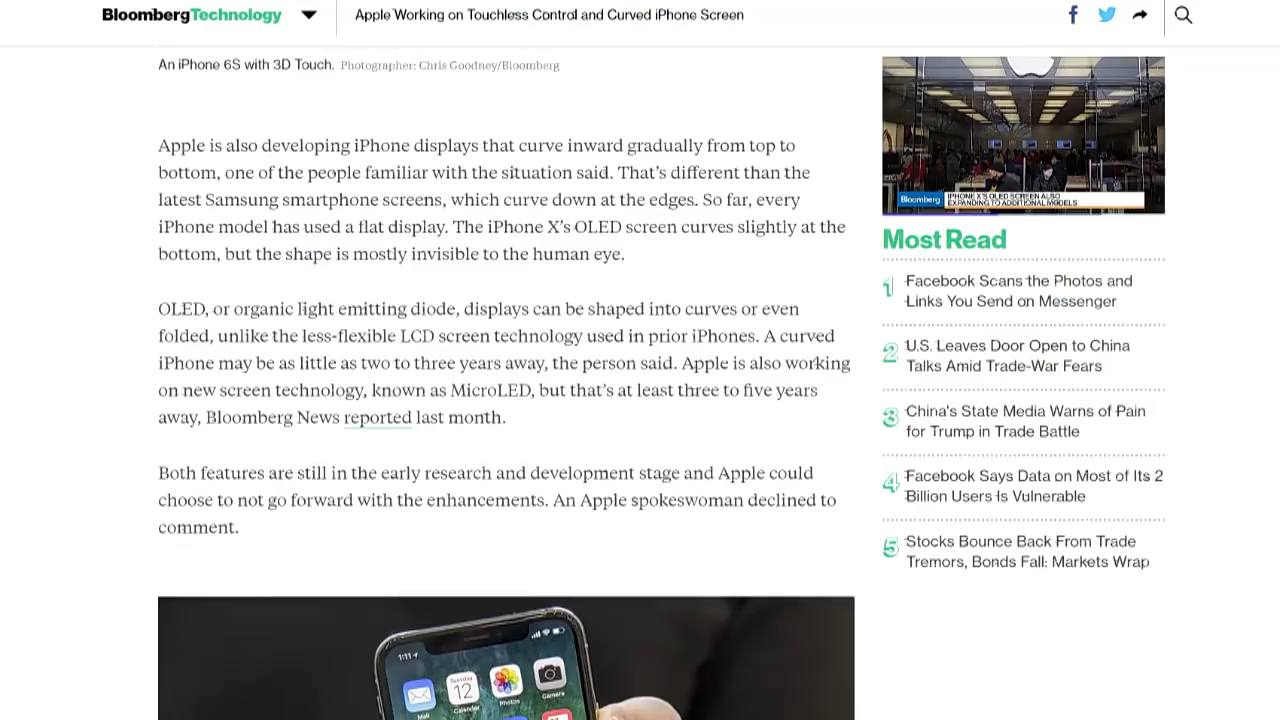 BloombergTechnology
Apple Working on Touchless Control and Curved iPhone Screen
An iPhone 6S with 3D Touch. Photographer: Chris Goodney/Bloomberg
Apple is also developing iPhone displays that curve inward gradually from top to
bottom, one of the people familiar with the situation said. That’s different than the
latest Samsung smartphone screens, which curve down at the edges. So far, every
iPhone model has used a flat display. The iPhone X’s OLED screen curves slightly at the
bottom, but the shape is mostly invisible to the human eye.
OLED, or organic light emitting diode, displays can be shaped into curves or even
folded, unlike the less-flexible LCD screen technology used in prior iPhones. A curved
iPhone may be as little as two to three years away, the person said. Apple is also working
on new screen technology, known as MicroLED, but that’s at least three to five years
away, Bloomberg News reported last month.
Both features are still in the early research and development stage and Apple could
choose to not go forward with the enhancements. An Apple spokeswoman declined to
comment.
1:11
Tuesday
12
Mail
Calendar
Photos
Camera
Bloomberg
IPHONE X'S OLED SCREEN ALSO
EXPANDING TO ADDITIONAL MODELS
Most Read
1 Facebook Scans the Photos and
Links You Send on Messenger
2 U.S. Leaves Door Open to China
Talks Amid Trade-War Fears
3 China's State Media Warns of Pain
for Trump in Trade Battle
4 Facebook Says Data on Most of Its 2
Billion Users Is Vulnerable
5 Stocks Bounce Back From Trade
Tremors, Bonds Fall: Markets Wrap